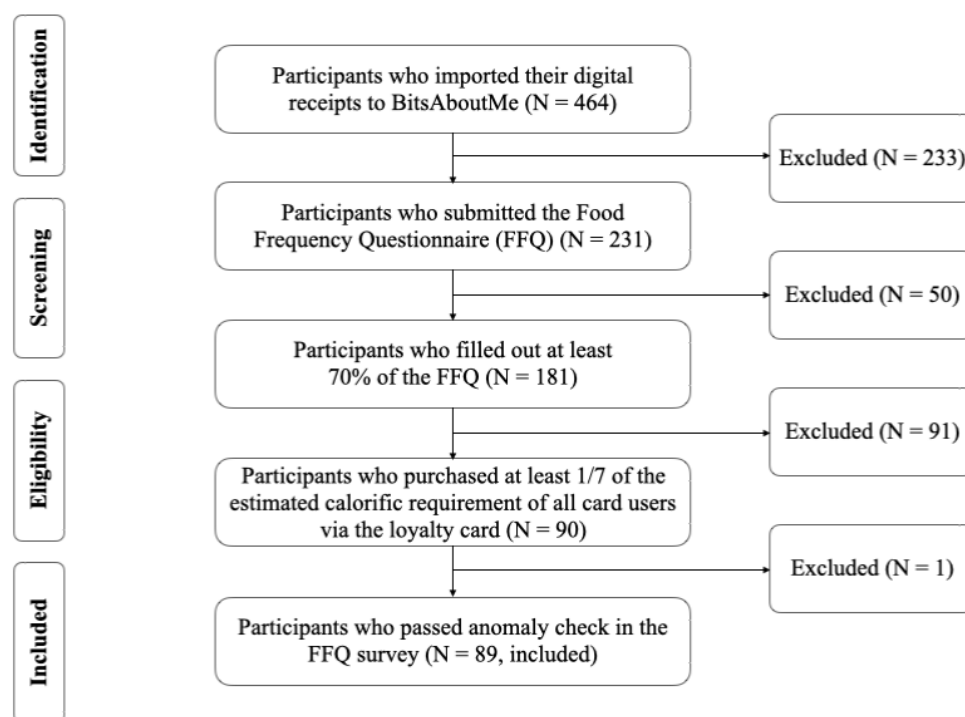 Identification
Participants who imported their digital
receipts to BitsAboutMe (N = 464)
Excluded (N = 233)
Screening
Participants who submitted the Food
Frequency Questionnaire (FFQ) (N = 231)
Excluded (N = 50)
Participants who filled out at least
70% of the FFQ (N = 181)
Eligibility
Excluded (N = 91)
Participants who purchased at least 1/7 of the
estimated calorific requirement of all card users
via the loyalty card (N = 90)
Excluded (N = 1)
Included
Participants who passed anomaly check in the
FFQ survey (N = 89, included)